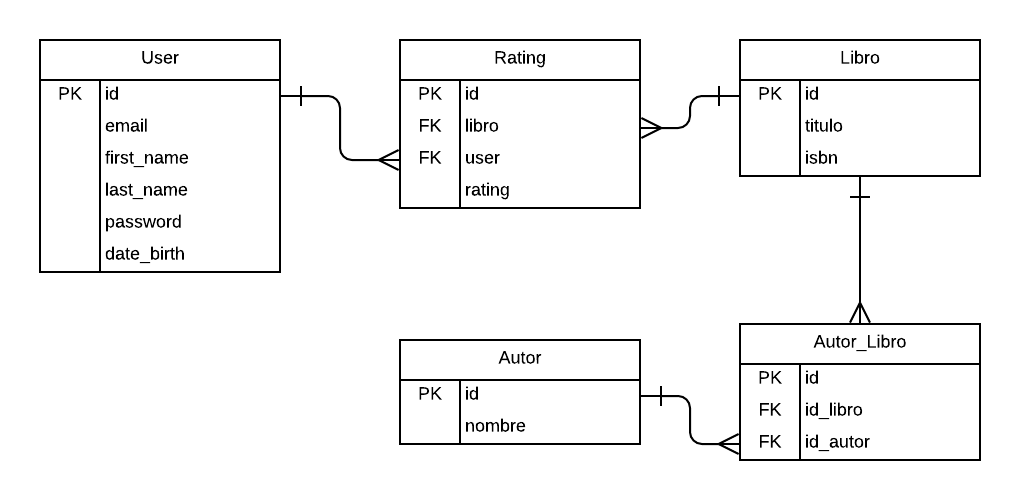 User
PK id
email
first_name
last_name
password
date_birth
Rating
PK id
FK libro
FK user
rating
Libro
PK id
titulo
isbn
Autor
PK id
nombre
Autor_Libro
PK id
FK id_libro
FK id_autor